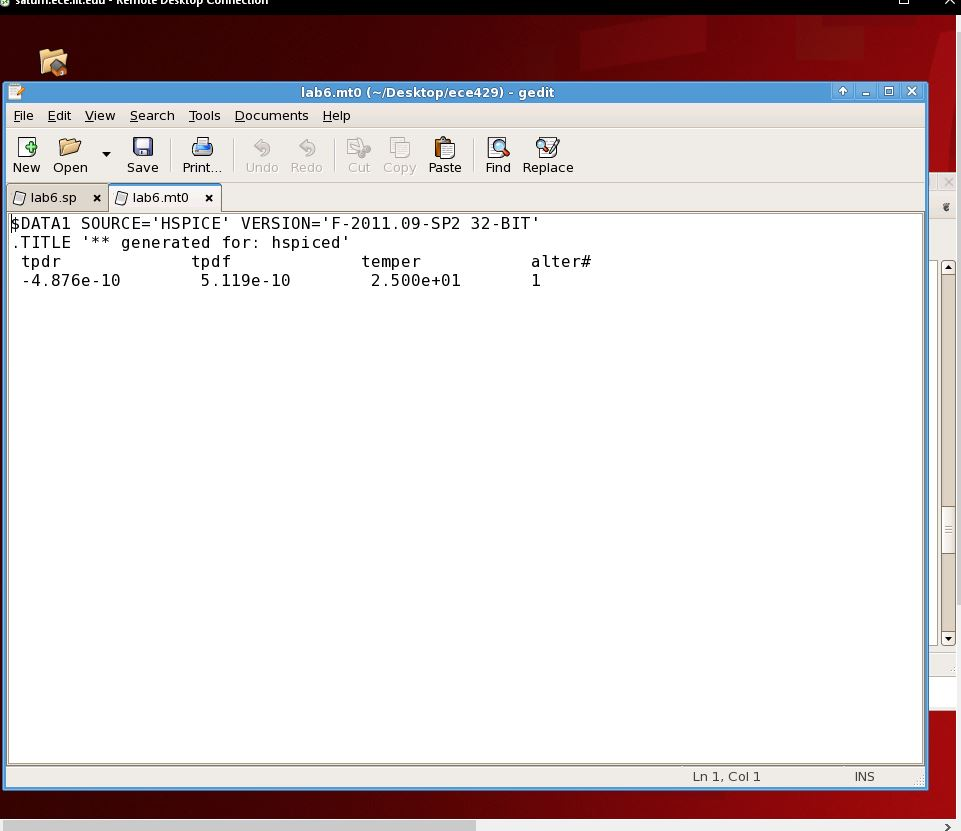 saturn.ece.iit.edu - Remote Desktop Connection
lab6.mt0 (~/Desktop/ece429) - gedit
File Edit View Search Tools Documents Help
New Open Save Print... Undo Redo Cut Copy Paste Find Replace
lab6.sp lab6.mt0
$DATA1 SOURCE='HSPICE' VERSION='F-2011.09-SP2 32-BIT'
.TITLE '** generated for: hspiced'
tpdr tpdf temper alter#
-4.876e-10 5.119e-10 2.500e+01 1
Ln 1, Col 1 INS